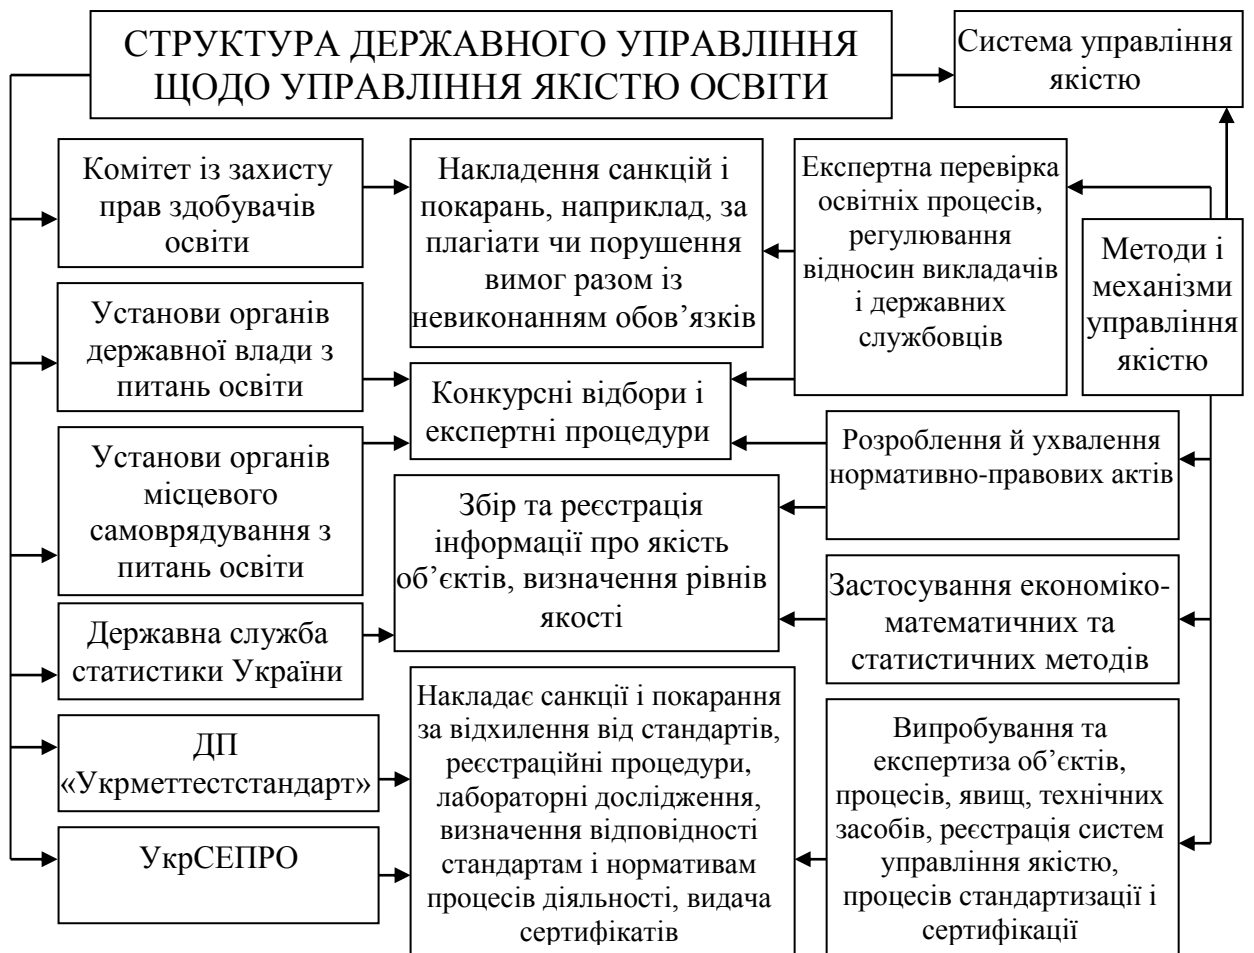 СТРУКТУРА ДЕРЖАВНОГО УПРАВЛІННЯ
ЩОДО УПРАВЛІННЯ ЯКІСТЮ ОСВІТИ
Система управління
якістю
Комітет із захисту
прав здобувачів
освіти
Накладення санкцій і
покарань, наприклад, за
плагіати чи порушення
вимог разом із
невиконанням обов’язків
Експертна перевірка
освітніх процесів,
регулювання
відносин викладачів
і державних
службовців
Методи і
механізми
управління
якістю
Установи органів
державної влади з
питань освіти
Конкурсні відбори і
експертні процедури
Розроблення й ухвалення
нормативно-правових актів
Установи органів
місцевого
самоврядування з
питань освіти
Збір та реєстрація
інформації про якість
об’єктів, визначення рівнів
якості
Застосування економіко-
математичних та
статистичних методів
Державна служба
статистики України
Накладає санкції і покарання
за відхилення від стандартів,
реєстраційні процедури,
лабораторні дослідження,
визначення відповідності
стандартам і нормативам
процесів діяльності, видача
сертифікатів
Випробування та
експертиза об’єктів,
процесів, явищ, технічних
засобів, реєстрація систем
управління якістю,
процесів стандартизації і
сертифікації
ДП
«Укрметтестстандарт»
УкрСЕПРО